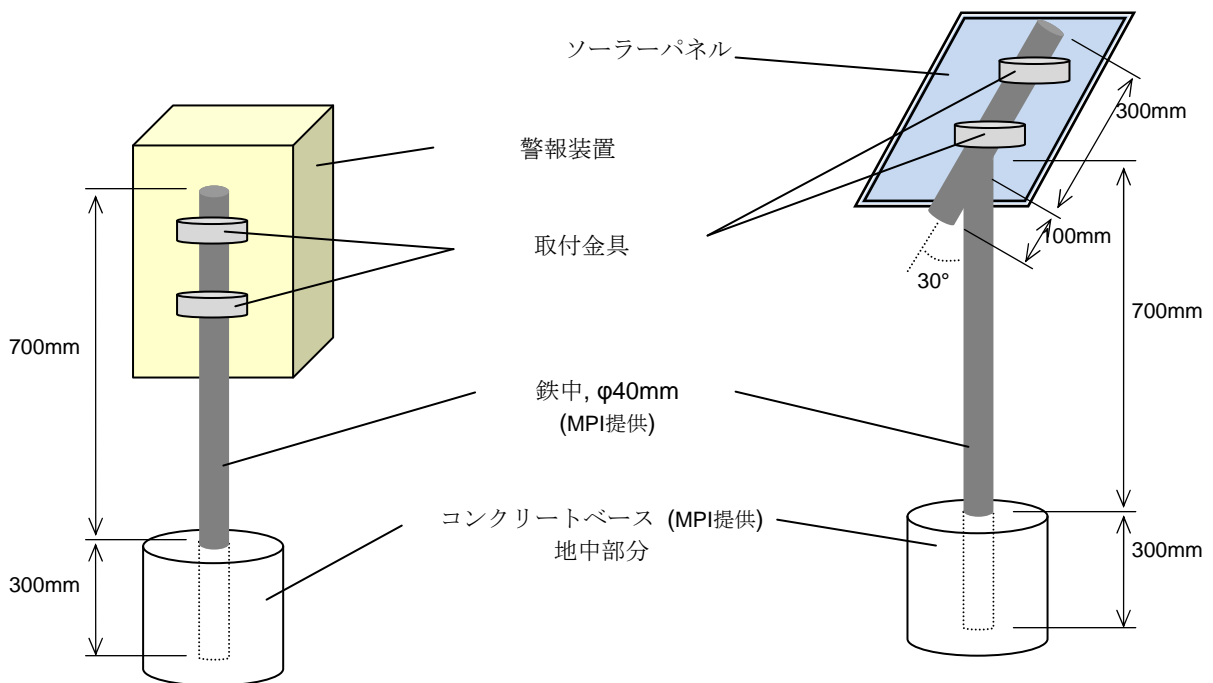 ソーラーパネル
300mm
警報装置
100mm
取付金具
30°
700mm
700mm
鉄中, φ40mm
(MPI提供)
コンクリートベース (MPI提供)
地中部分
300mm
300mm